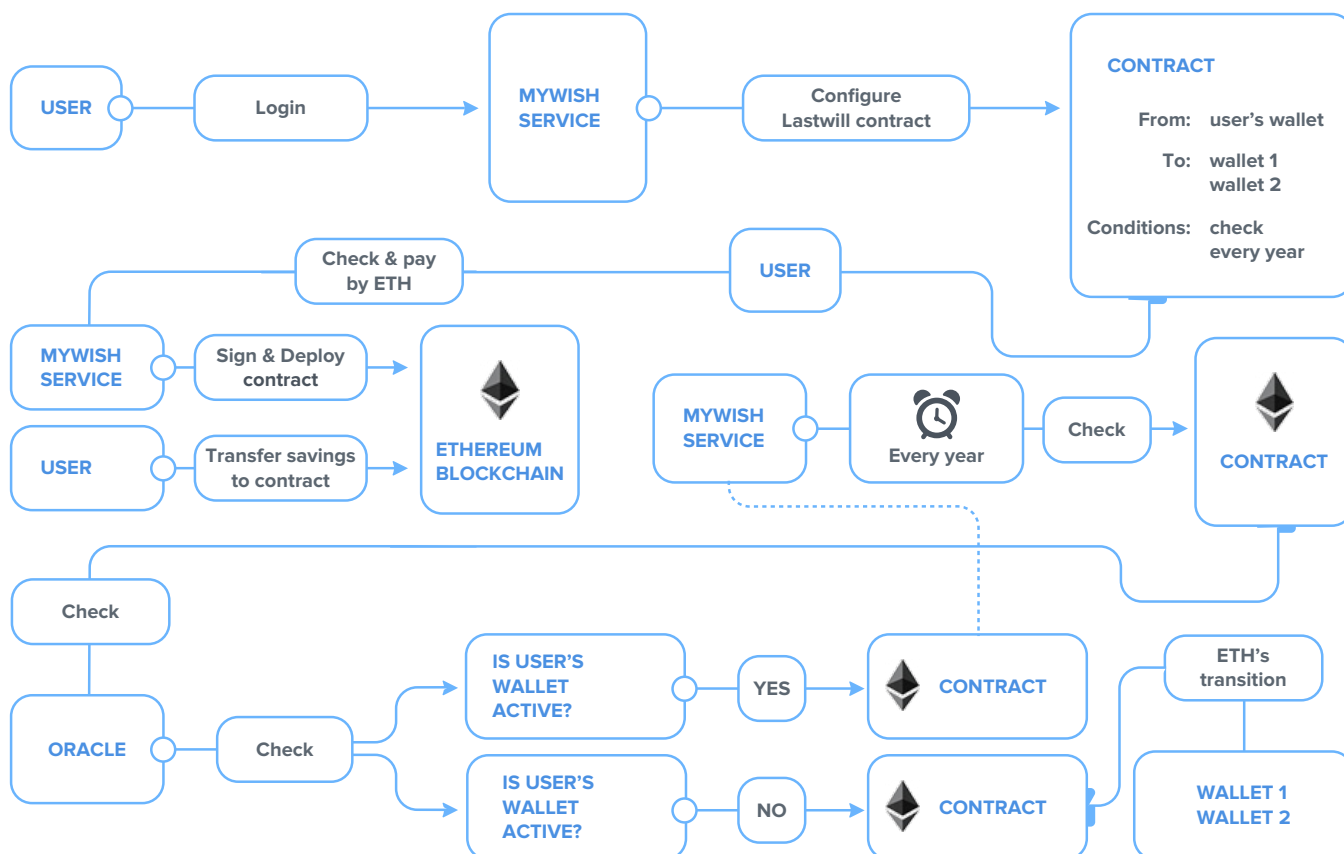 USER
Login
MYWISH
SERVICE
Configure
Lastwill contract
CONTRACT
From: user's wallet
To: wallet 1
wallet 2
Conditions: check
every year
Check & pay
by ETH
USER
MYWISH
SERVICE
Sign & Deploy
contract
USER
Transfer savings
to contract
ETHEREUM
BLOCKCHAIN
MYWISH
SERVICE
Every year
Check
CONTRACT
Check
ORACLE
Check
IS USER'S
WALLET
ACTIVE?
YES
CONTRACT
IS USER'S
WALLET
ACTIVE?
NO
CONTRACT
ETH's
transition
WALLET 1
WALLET 2